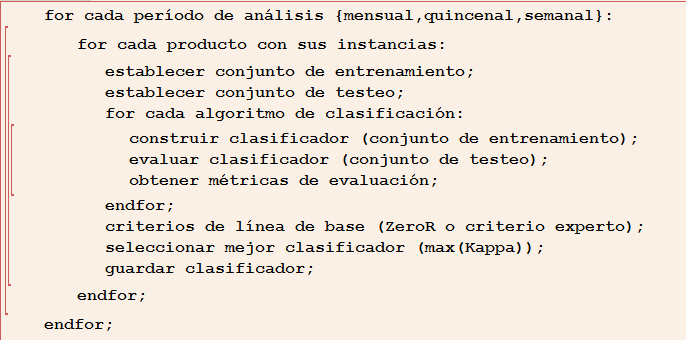 for cada período de análisis {mensual,quincenal,semanal}:
for cada producto con sus instancias:
establecer conjunto de entrenamiento;
establecer conjunto de testeo;
for cada algoritmo de clasificación:
construir clasificador (conjunto de entrenamiento);
evaluar clasificador (conjunto de testeo);
obtener métricas de evaluación;
endfor;
criterios de línea de base (ZeroR o criterio experto);
seleccionar mejor clasificador (max(Kappa));
guardar clasificador;
endfor;
endfor;